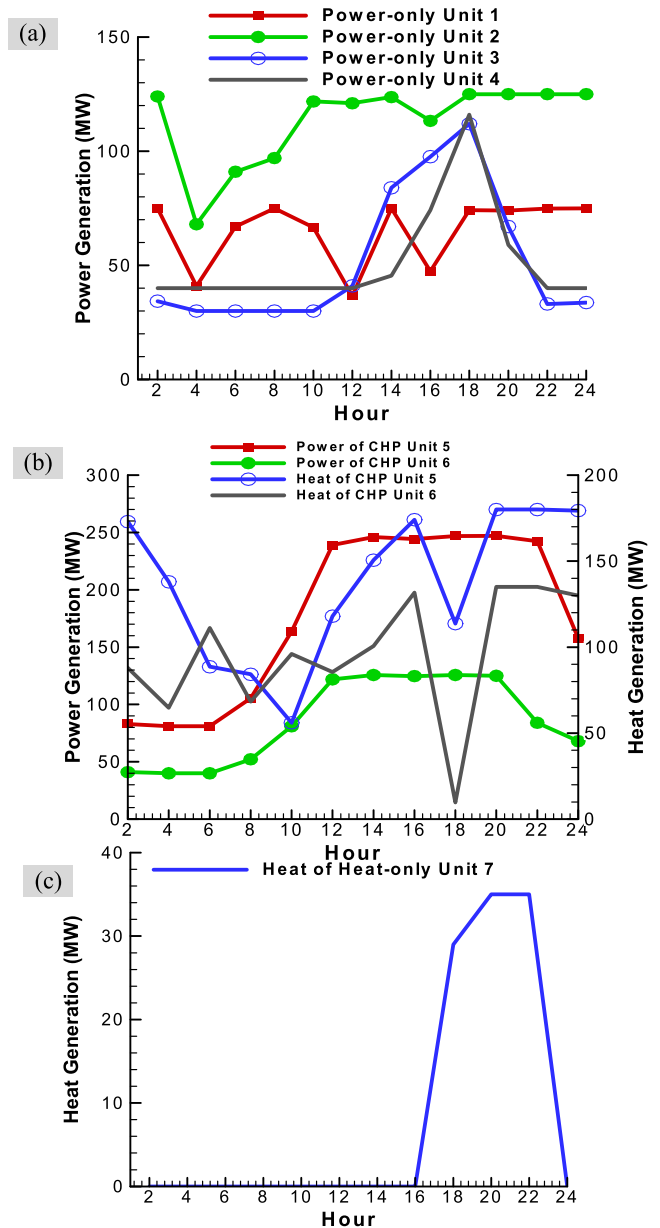 (a)
Power-only Unit 1
Power-only Unit 2
Power-only Unit 3
Power-only Unit 4
150
100
50
0
Power Generation (MW)
2 4 6 8 10 12 14 16 18 20 22 24
Hour
(b)
Power of CHP Unit 5
Power of CHP Unit 6
Heat of CHP Unit 5
Heat of CHP Unit 6
300
250
200
150
100
50
0
Power Generation (MW)
200
150
100
50
0
Heat Generation (MW)
2 4 6 8 10 12 14 16 18 20 22 24
Hour
(c)
Heat of Heat-only Unit 7
40
30
20
10
0
Heat Generation (MW)
2 4 6 8 10 12 14 16 18 20 22 24
Hour